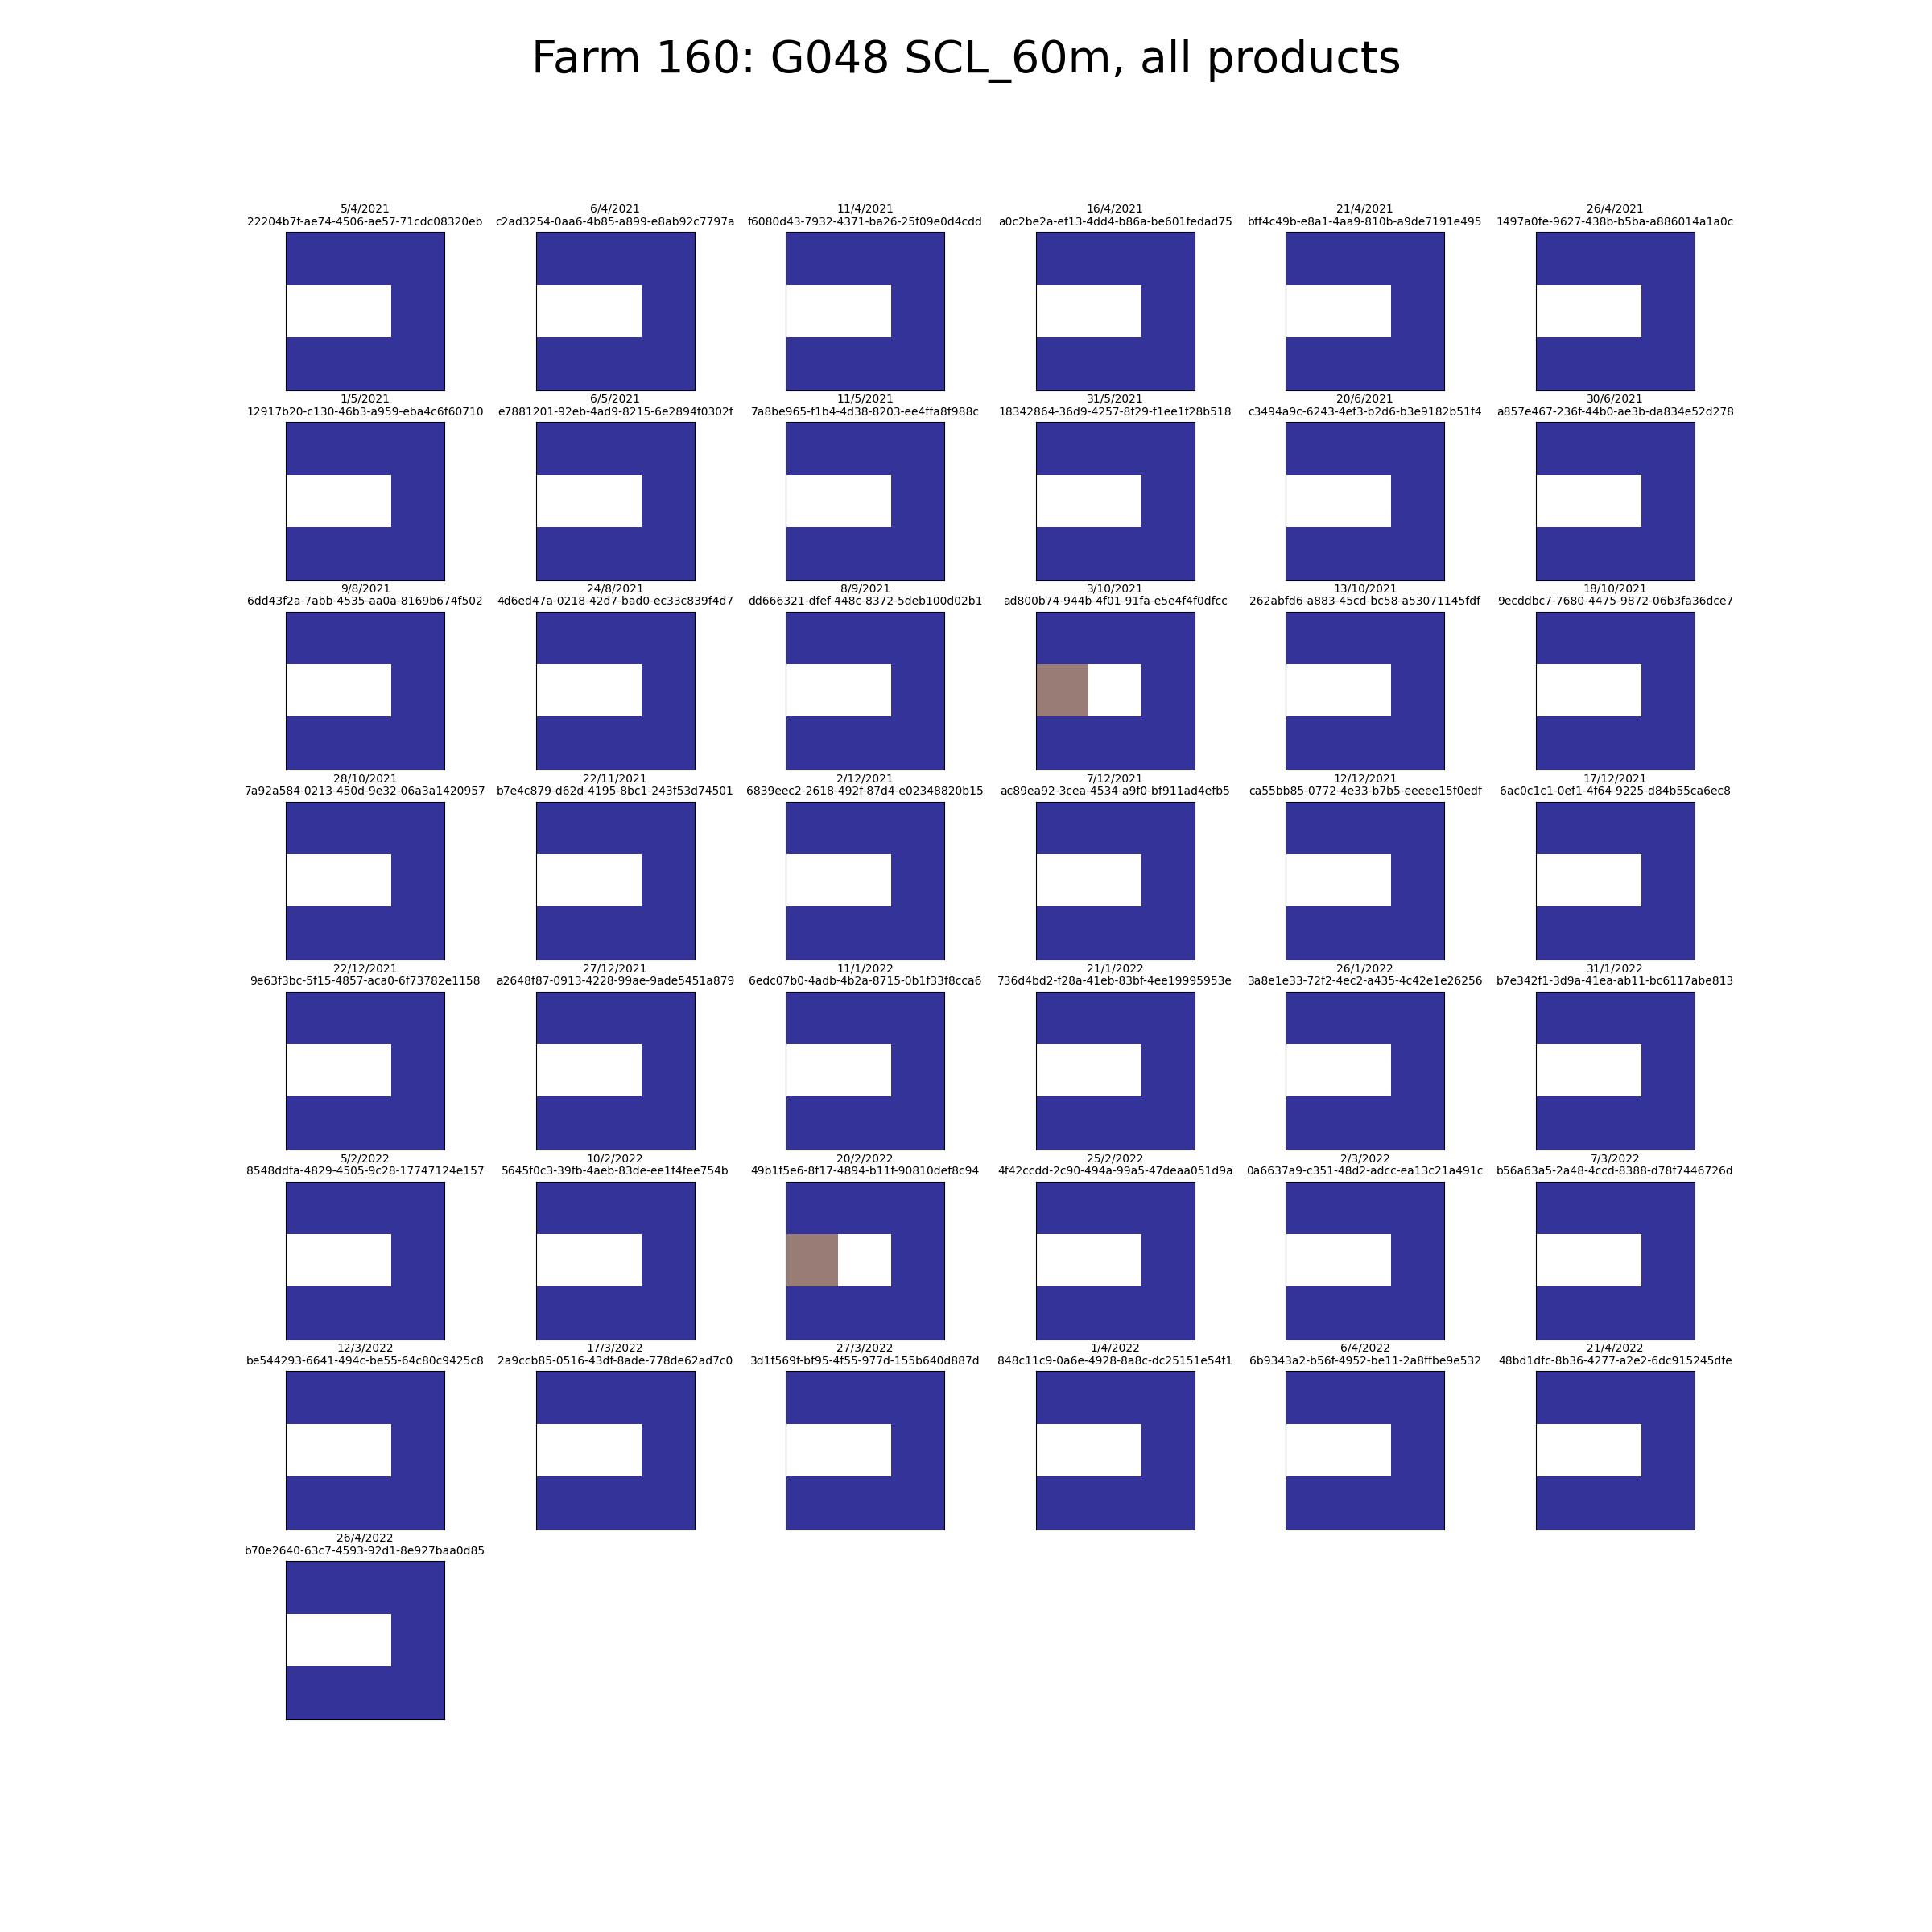 Farm 160: G048 SCL_60m, all products
5/4/2021
22204b7f-ae74-4506-ae57-71cdc08320eb
6/4/2021
c2ad3254-0aa6-4b85-a899-e8ab92c7797a
11/4/2021
f6080d43-7932-4371-ba26-25f09e0d4cdd
16/4/2021
a0c2be2a-ef13-4dd4-b86a-be601fedad75
21/4/2021
bff4c49b-e8a1-4aa9-810b-a9de7191e495
26/4/2021
1497a0fe-9627-438b-b5ba-a886014a1a0c
1/5/2021
12917b20-c130-46b3-a959-eba4c6f60710
6/5/2021
e7881201-92eb-4ad9-8215-6e2894f0302f
11/5/2021
7a8be965-f1b4-4d38-8203-ee4ffa8f988c
31/5/2021
18342864-36d9-4257-8f29-f1ee1f28b518
20/6/2021
c3494a9c-6243-4ef3-b2d6-b3e9182b51f4
30/6/2021
a857e467-236f-44b0-ae3b-da834e52d278
9/8/2021
6dd43f2a-7abb-4535-aa0a-8169b674f502
24/8/2021
4d6ed47a-0218-42d7-bad0-ec33c839f4d7
8/9/2021
dd666321-dfef-448c-8372-5deb100d02b1
3/10/2021
ad800b74-944b-4f01-91fa-e5e4f4f0dfcc
13/10/2021
262abfd6-a883-45cd-bc58-a53071145fdf
18/10/2021
9ecddbc7-7680-4475-9872-06b3fa36dce7
28/10/2021
7a92a584-0213-450d-9e32-06a3a1420957
22/11/2021
b7e4c879-d62d-4195-8bc1-243f53d74501
2/12/2021
6839eec2-2618-492f-87d4-e02348820b15
7/12/2021
ac89ea92-3cea-4534-a9f0-bf911ad4efb5
12/12/2021
ca55bb85-0772-4e33-b7b5-eeeee15f0edf
17/12/2021
6ac0c1c1-0ef1-4f64-9225-d84b55ca6ec8
22/12/2021
9e63f3bc-5f15-4857-aca0-6f73782e1158
27/12/2021
a2648f87-0913-4228-99ae-9ade5451a879
11/1/2022
6edc07b0-4adb-4b2a-8715-0b1f33f8cca6
21/1/2022
736d4bd2-f28a-41eb-83bf-4ee19995953e
26/1/2022
3a8e1e33-72f2-4ec2-a435-4c42e1e26256
31/1/2022
b7e342f1-3d9a-41ea-ab11-bc6117abe813
5/2/2022
8548ddfa-4829-4505-9c28-17747124e157
10/2/2022
5645f0c3-39fb-4aeb-83de-ee1f4fee754b
20/2/2022
49b1f5e6-8f17-4894-b11f-90810def8c94
25/2/2022
4f42ccdd-2c90-494a-99a5-47deaa051d9a
2/3/2022
0a6637a9-c351-48d2-adcc-ea13c21a491c
7/3/2022
b56a63a5-2a48-4ccd-8388-d78f7446726d
12/3/2022
be544293-6641-494c-be55-64c80c9425c8
17/3/2022
2a9ccb85-0516-43df-8ade-778de62ad7c0
27/3/2022
3d1f569f-bf95-4f55-977d-155b640d887d
1/4/2022
848c11c9-0a6e-4928-8a8c-dc25151e54f1
6/4/2022
6b9343a2-b56f-4952-be11-2a8ffbe9e532
21/4/2022
48bd1dfc-8b36-4277-a2e2-6dc915245dfe
26/4/2022
b70e2640-63c7-4593-92d1-8e927baa0d85